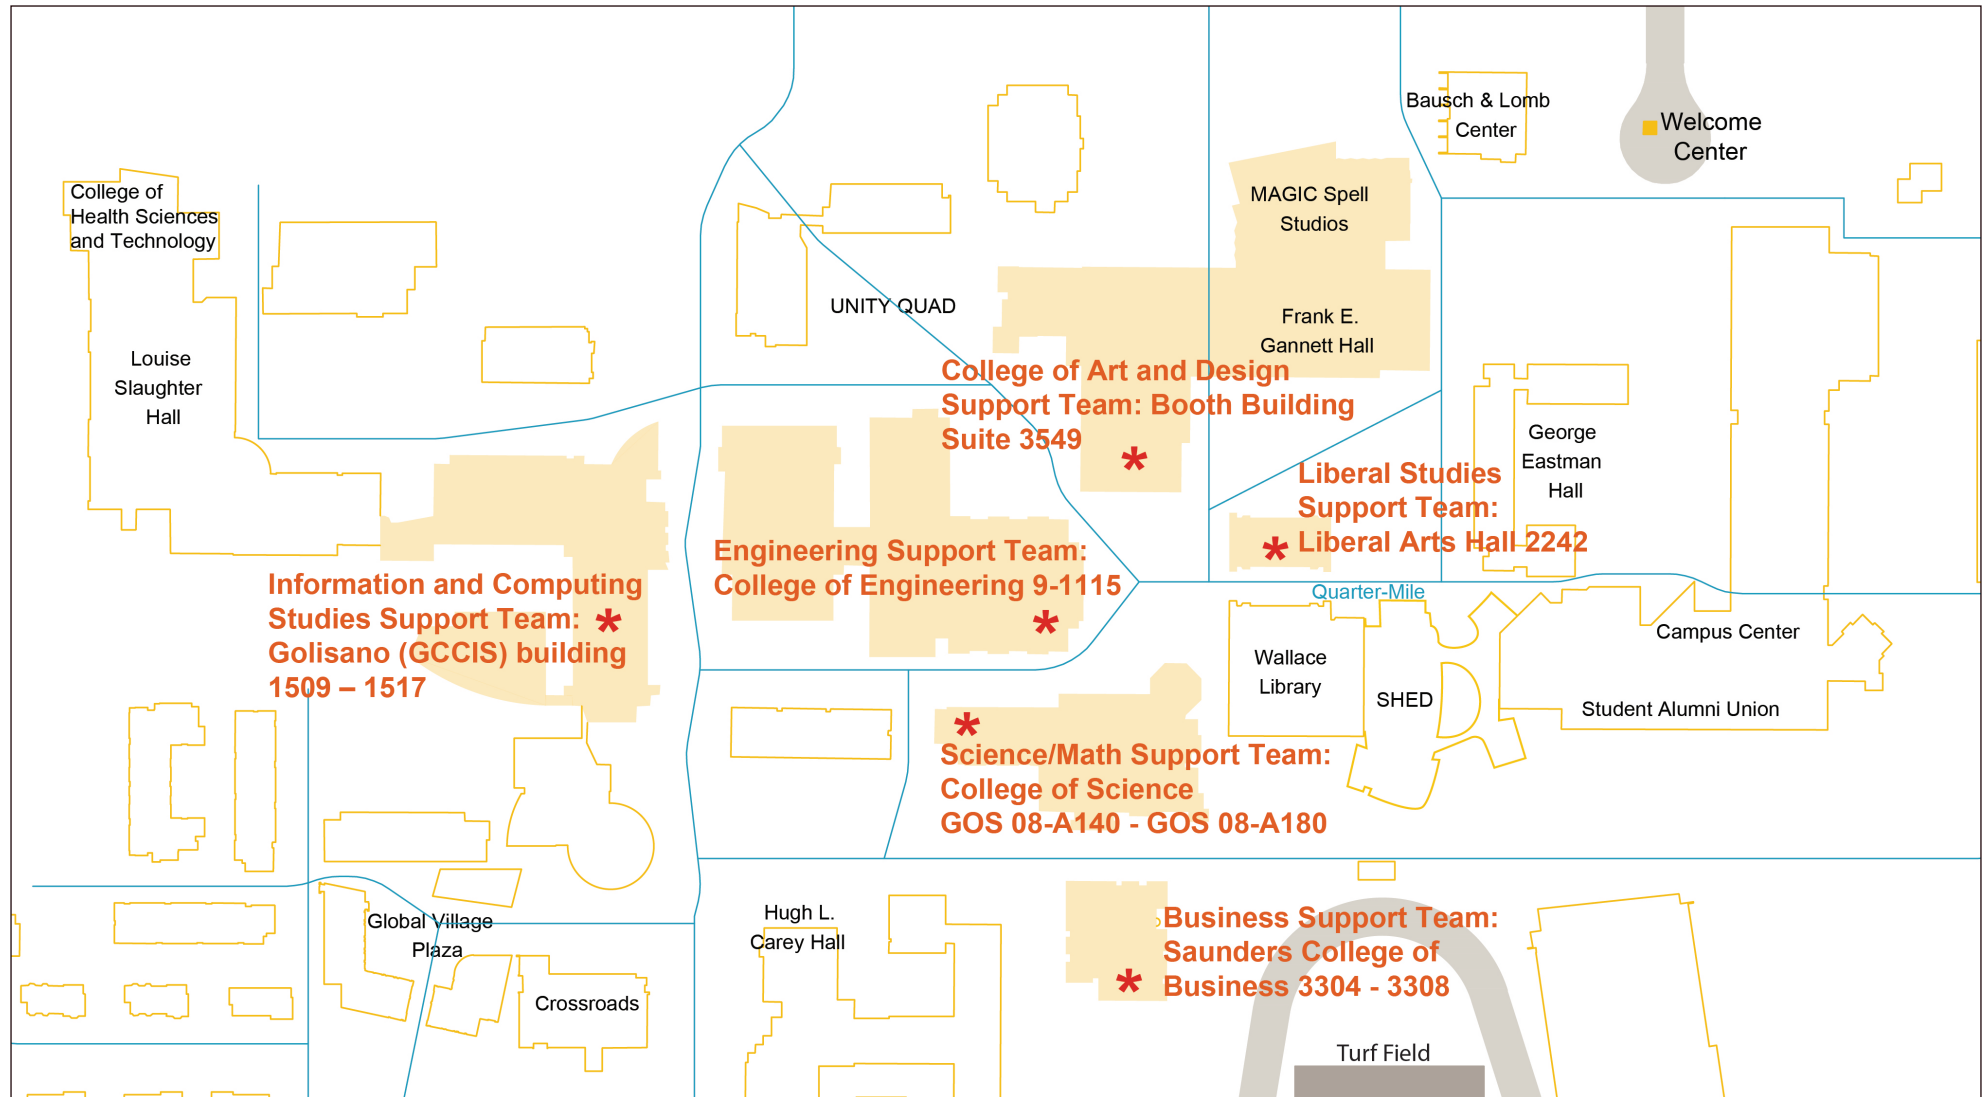 Bausch & Lomb
Center
Welcome
Center
College of
Health Sciences
and Technology
MAGIC Spell
Studios
UNITY QUAD
Frank E.
Gannett Hall
Louise
Slaughter
Hall
College of Art and Design
Support Team: Booth Building
Suite 3549
*
George
Eastman
Hall
Liberal Studies
Support Team:
Liberal Arts Hall 2242
*
Engineering Support Team:
College of Engineering 9-1115
*
Information and Computing
Studies Support Team:
Golisano (GCCIS) building
1509 – 1517
*
Quarter-Mile
Campus Center
Wallace
Library
SHED
Student Alumni Union
*
Science/Math Support Team:
College of Science
GOS 08-A140 - GOS 08-A180
Global Village
Plaza
Hugh L.
Carey Hall
Business Support Team:
Saunders College of
Business 3304 - 3308
*
Crossroads
Turf Field